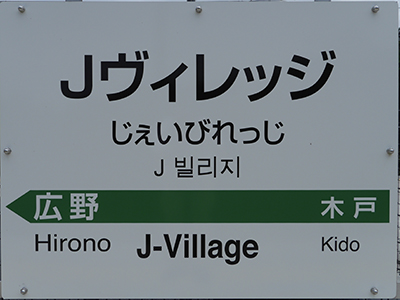 Jヴィレッジ
じぇいびれっじ
J 빌리지
広野 木戸
Hirono J-Village Kido